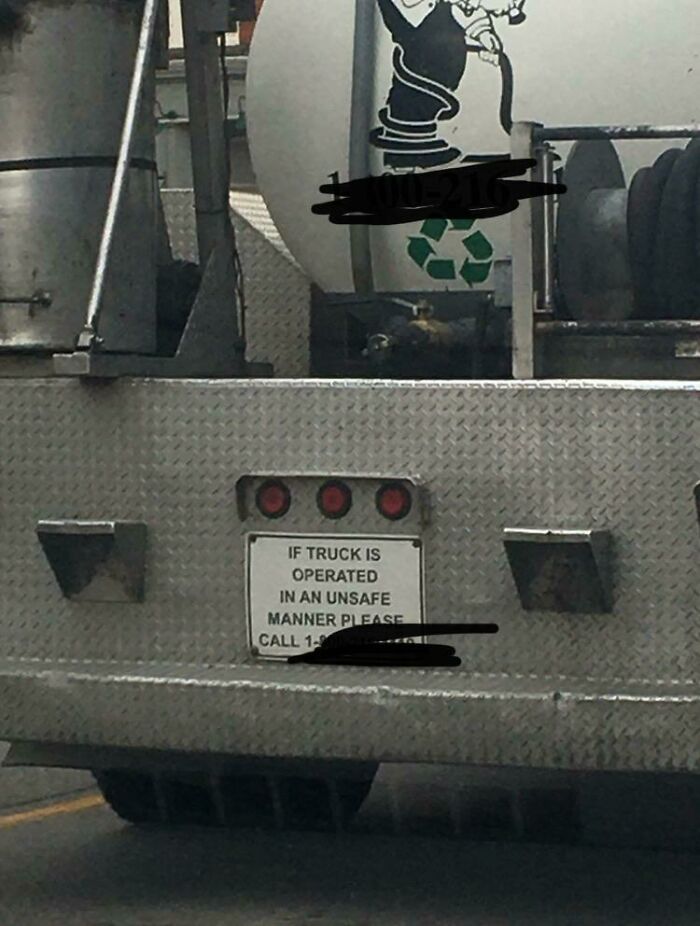 IF TRUCK IS
OPERATED
IN AN UNSAFE
MANNER PLEASE
CALL